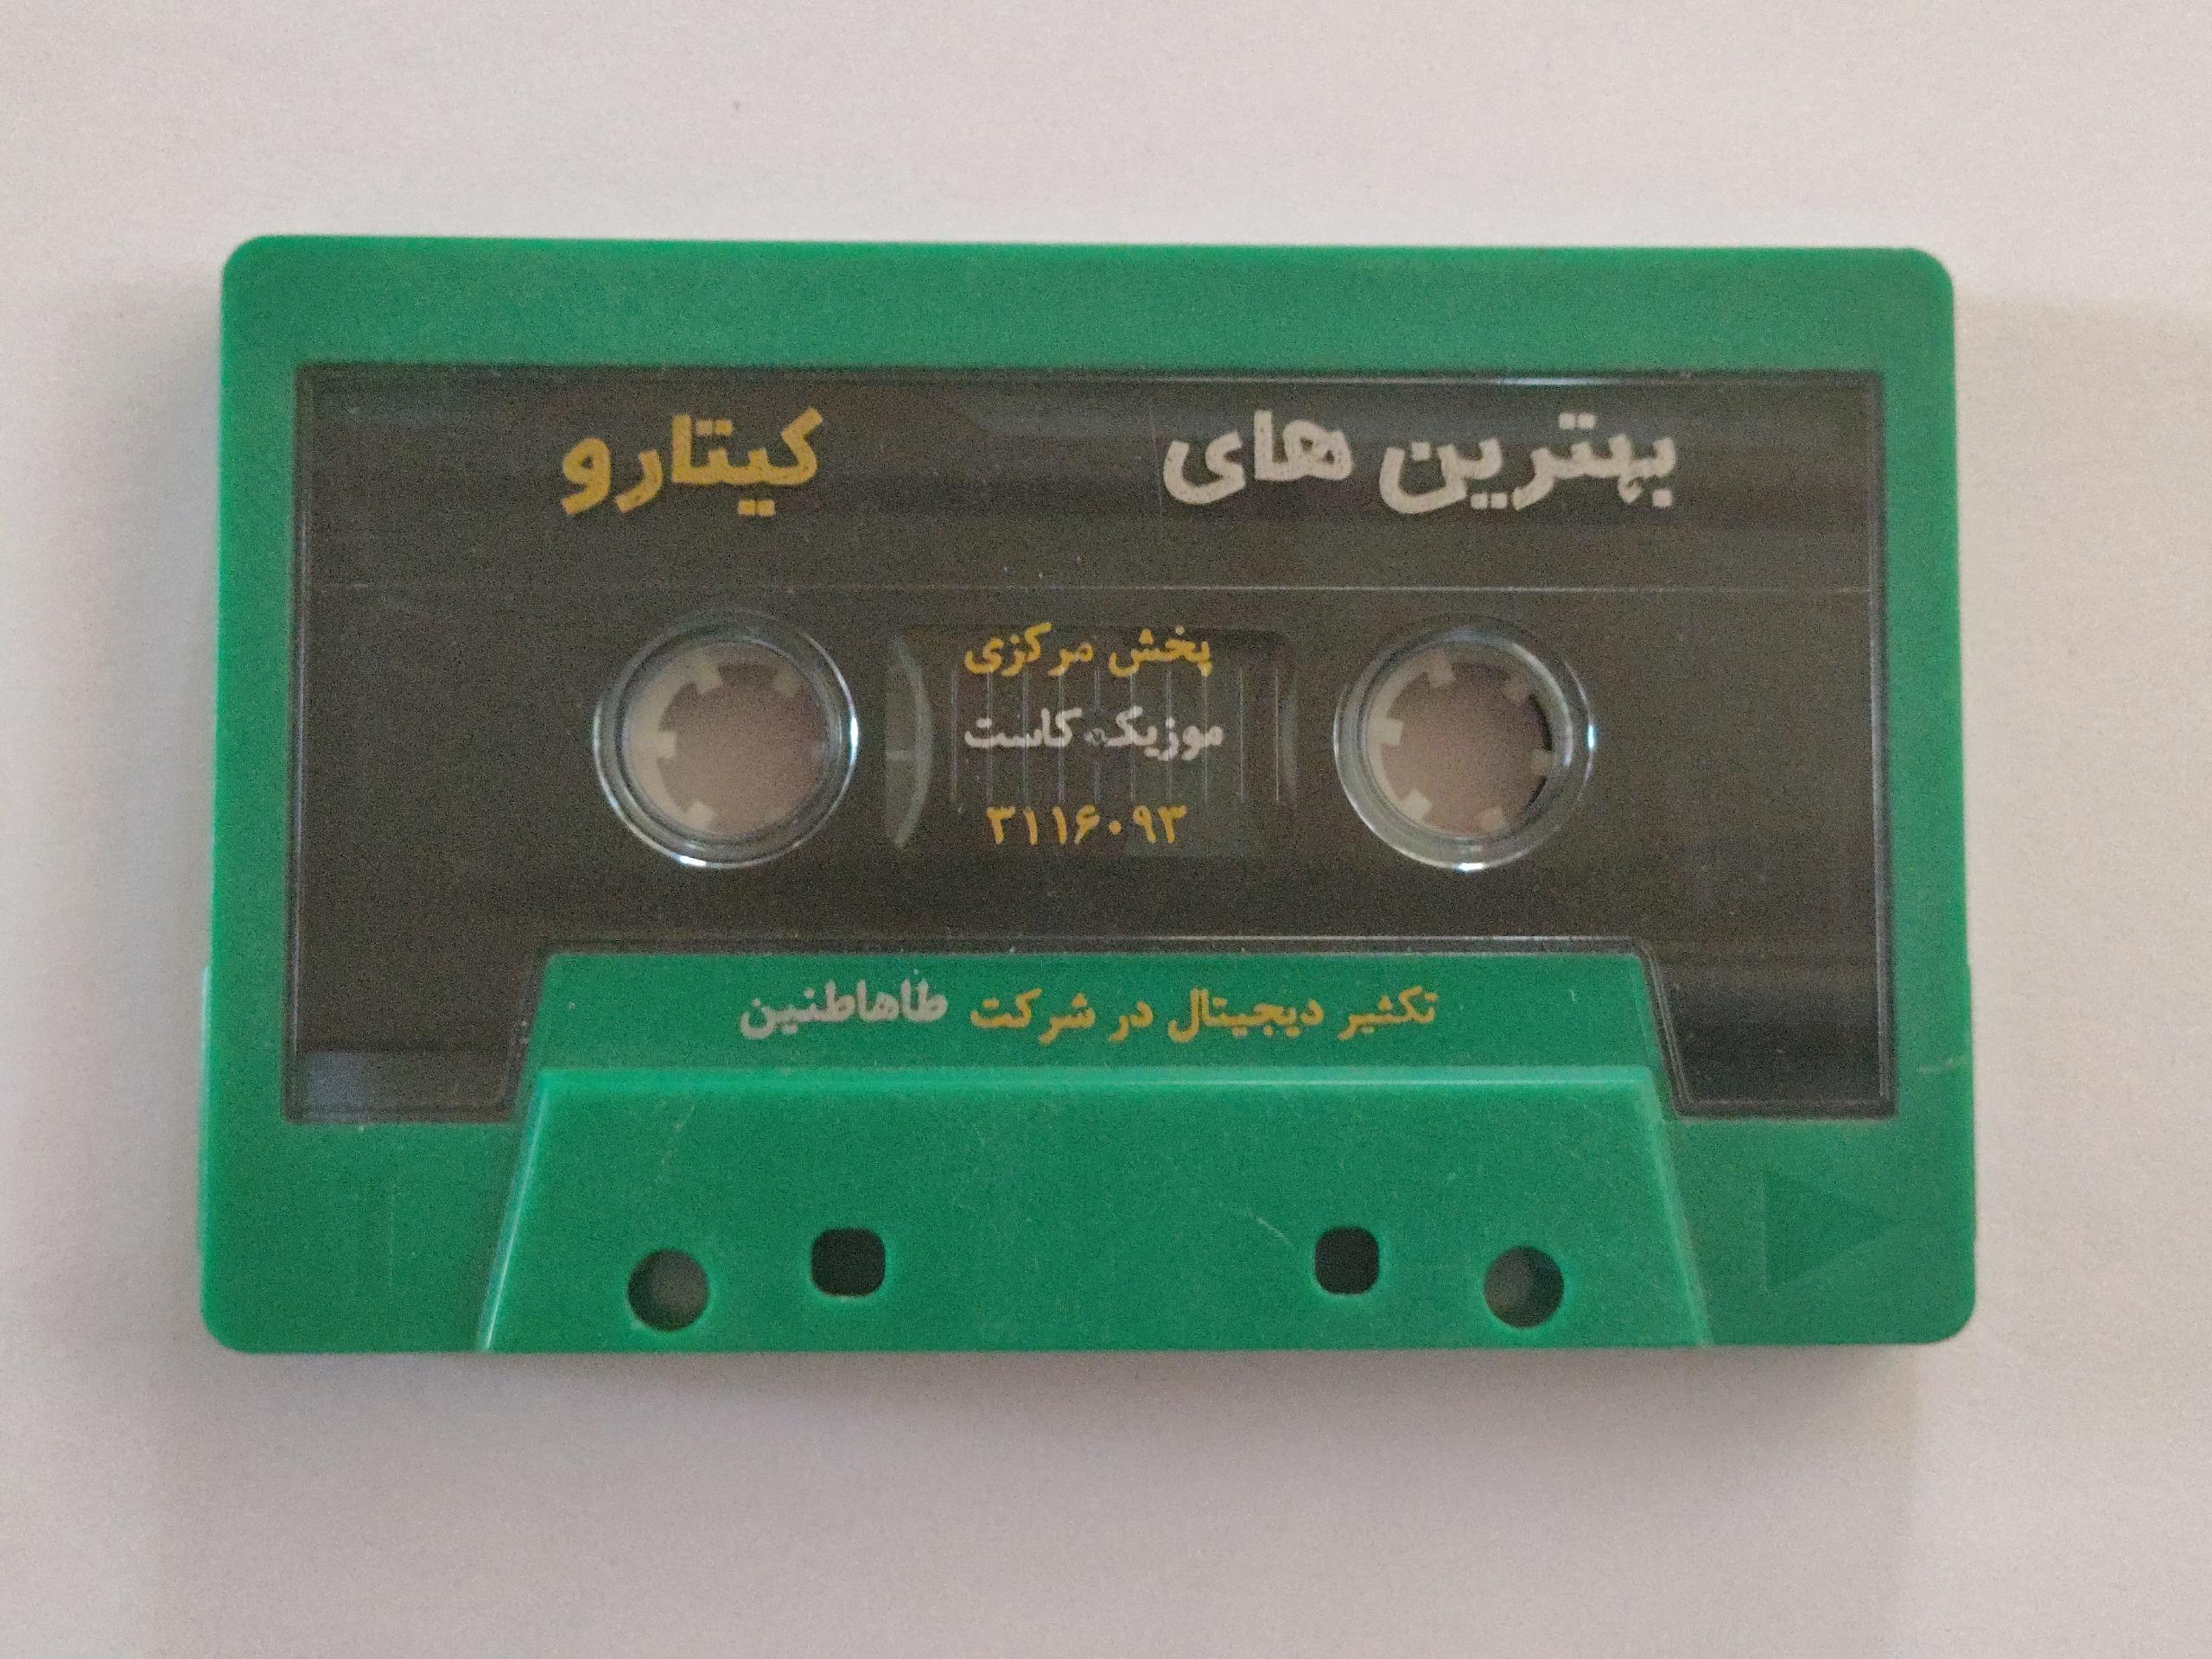 بهترین های کیتارو
پخش مرکزی
موزیک کاست
۳۱۱۶۰۹۳
تکثیر دیجیتال در شرکت طاهاطنین